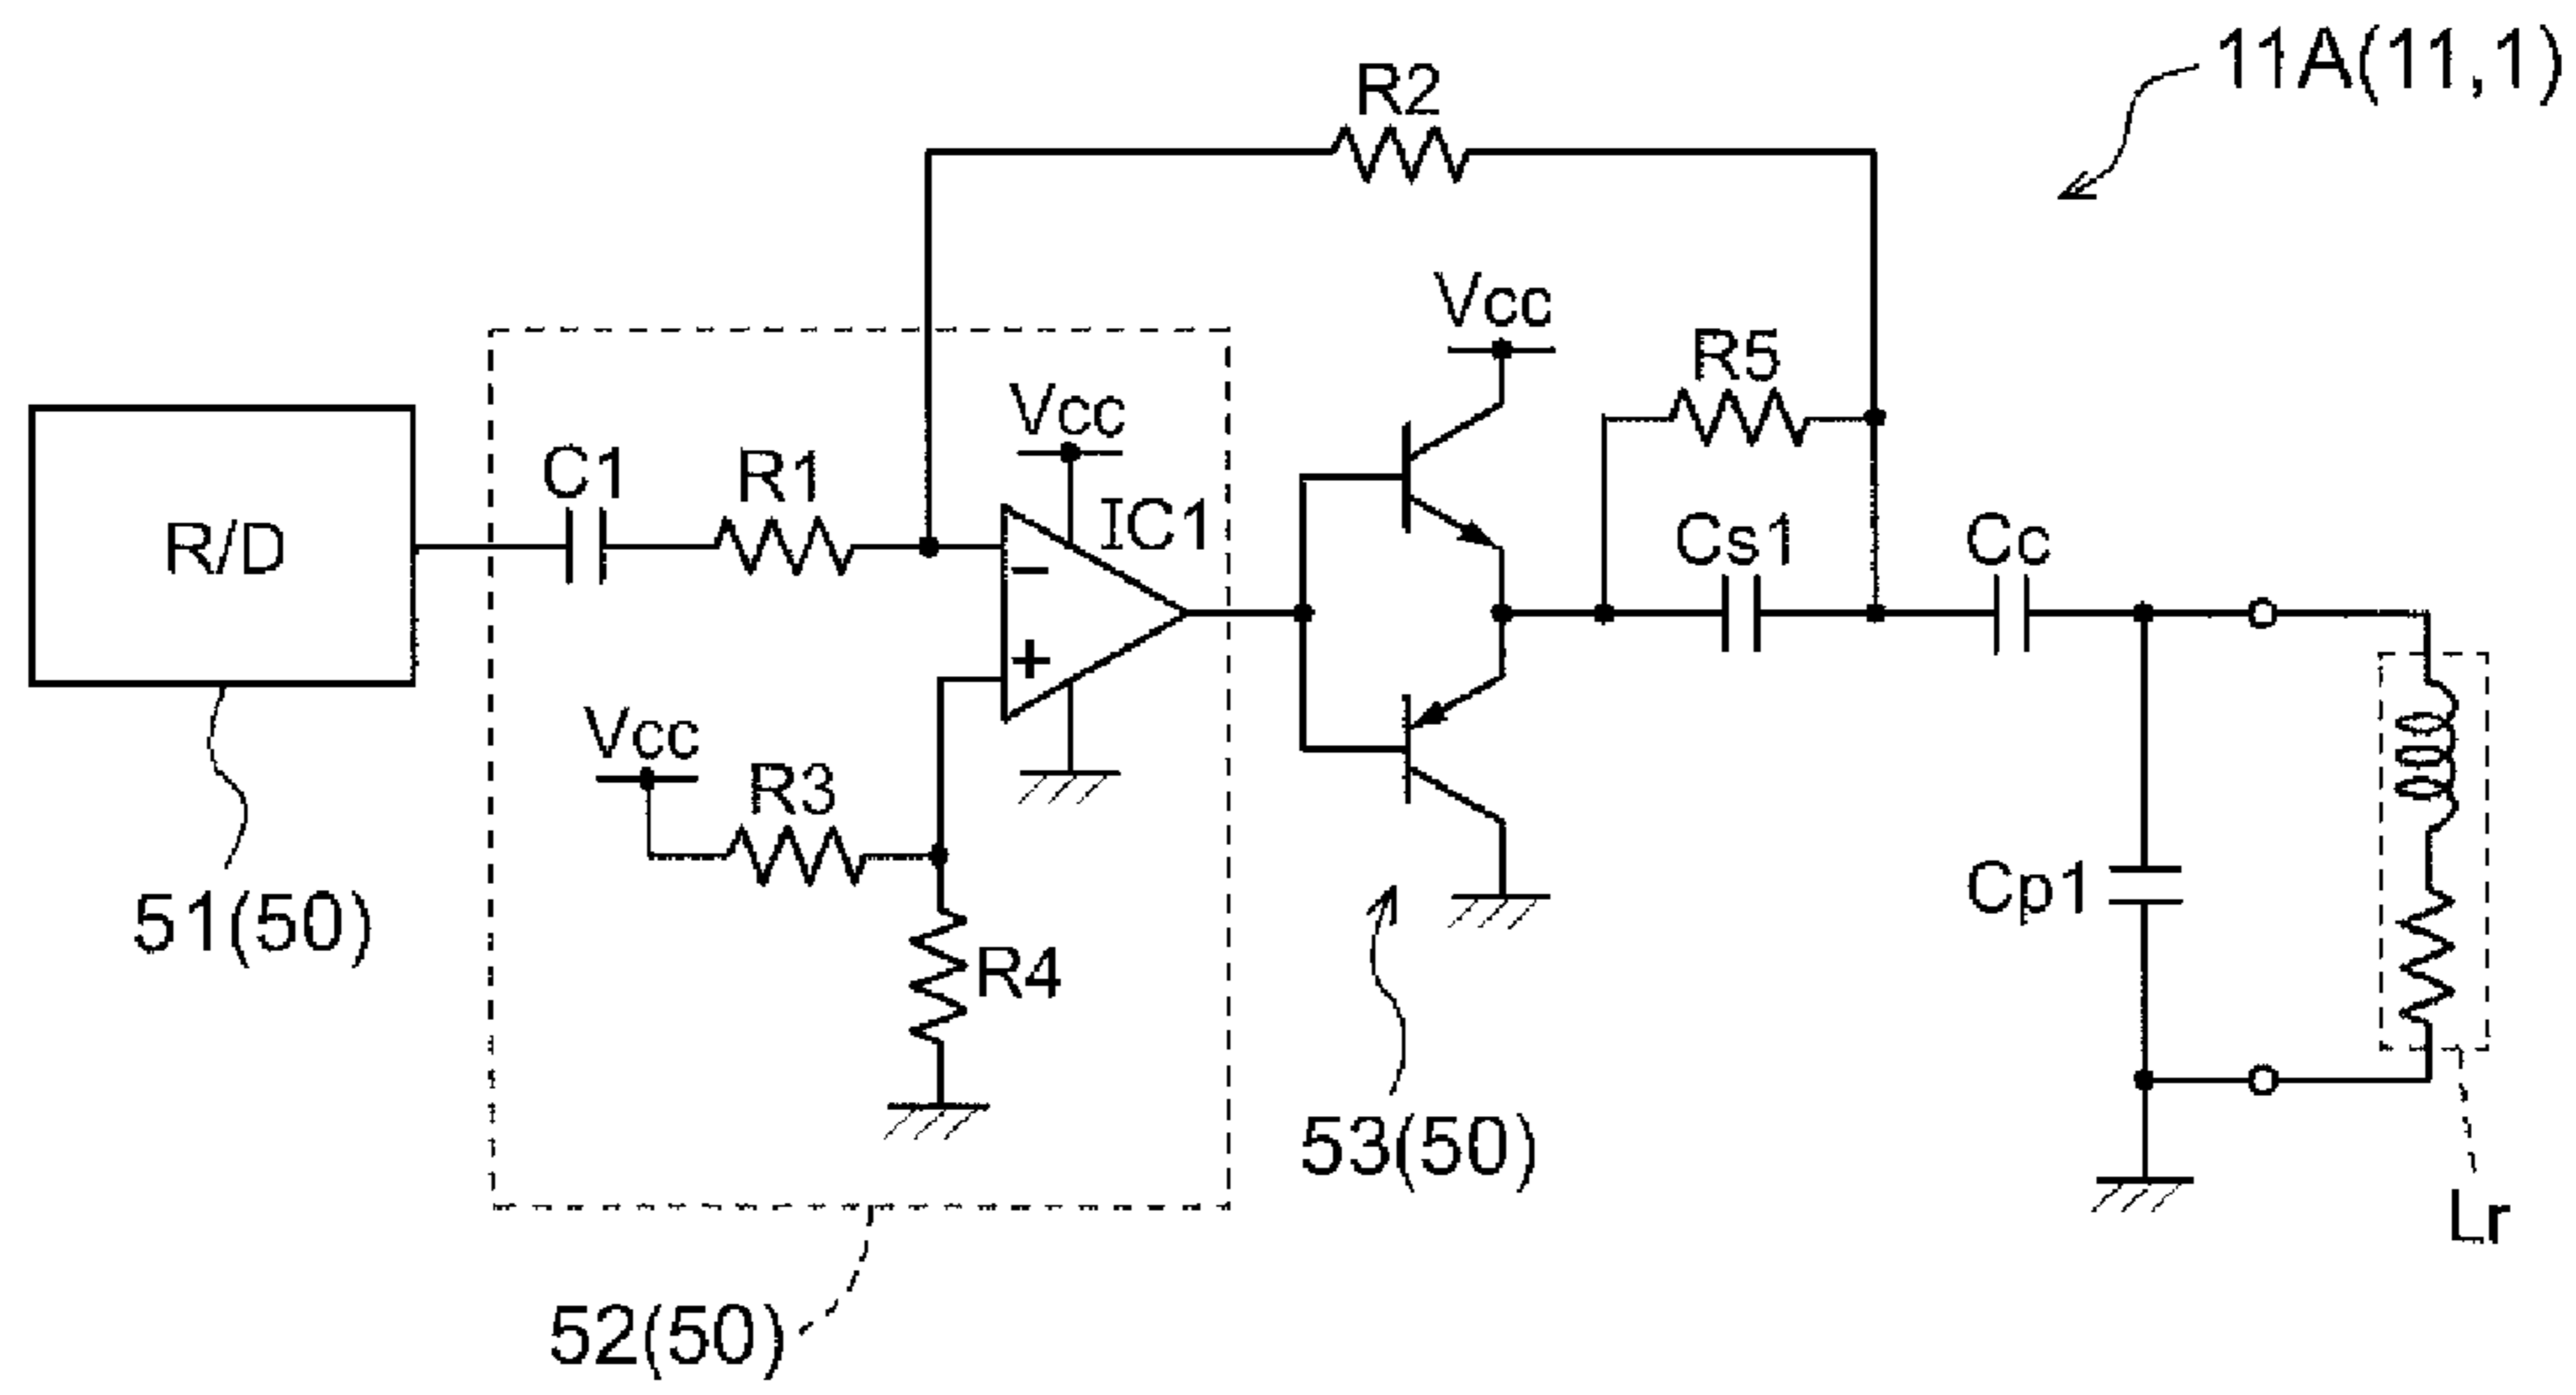 11A(11,1)
R2
Vcc
R5
Vcc
C1
R1
IC1
R/D
Cs1
Cc
−
+
Vcc
R3
51(50)
R4
Cp1
53(50)
Lr
52(50)